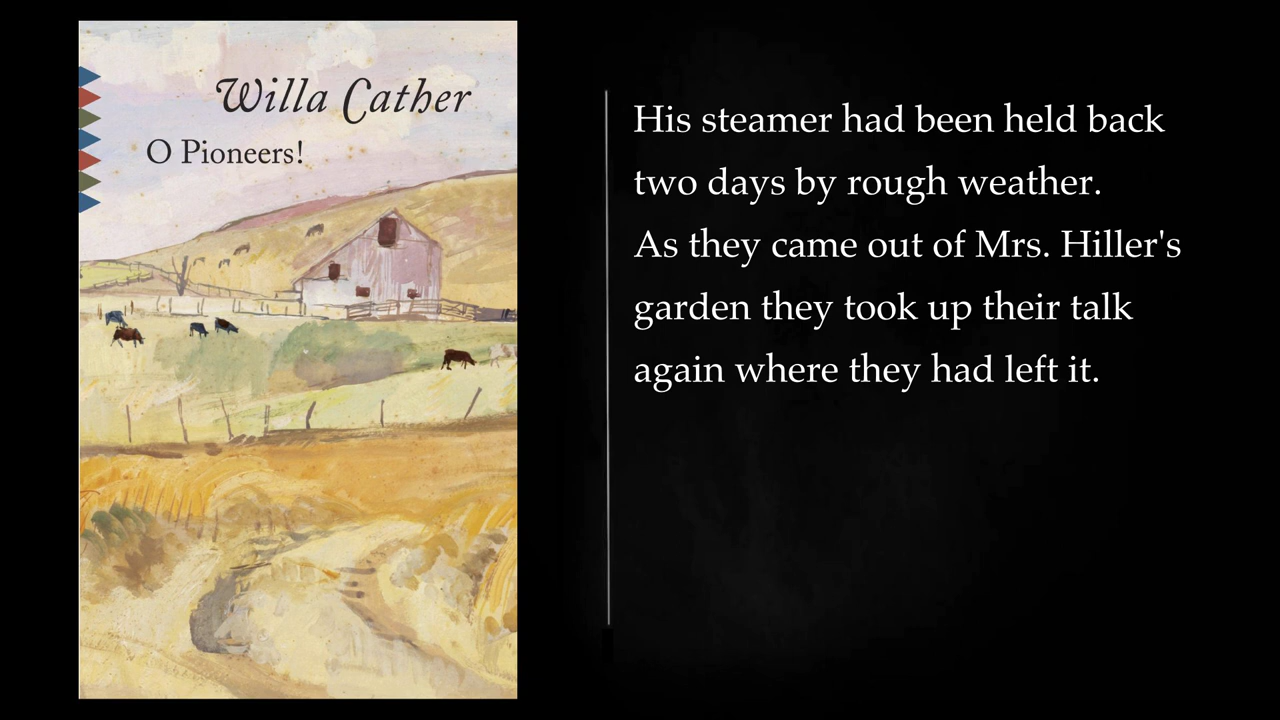 Willa Cather
O Pioneers!
His steamer had been held back
two days by rough weather.
As they came out of Mrs. Hiller's
garden they took up their talk
again where they had left it.